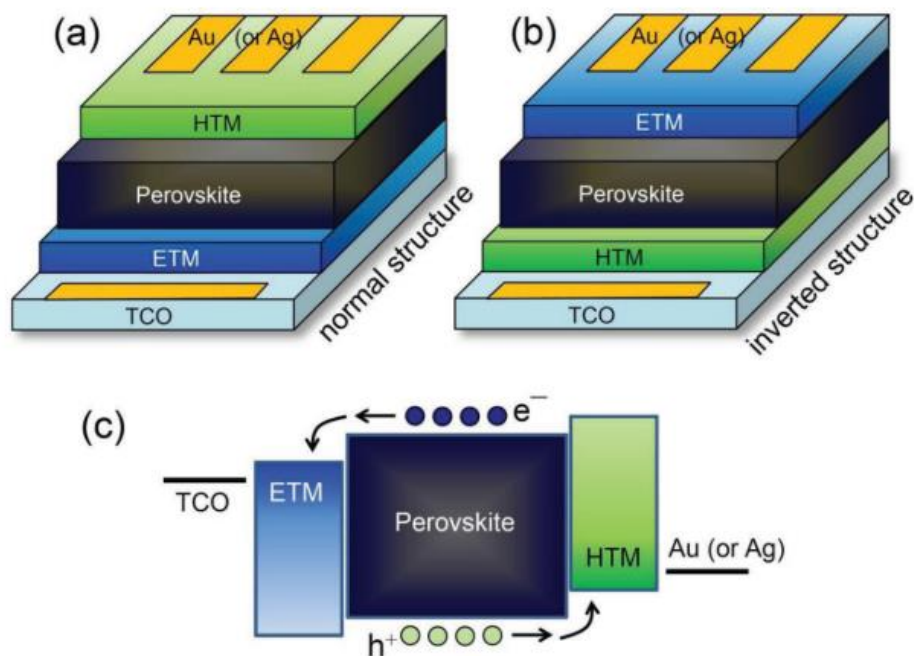 (a)
Au (or Ag)
HTM
Perovskite
ETM
TCO
normal structure
(b)
Au (or Ag)
ETM
Perovskite
HTM
TCO
inverted structure
(c)
e⁻
TCO
ETM
Perovskite
HTM
Au (or Ag)
h⁺